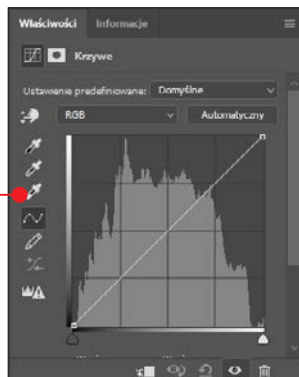 Właściwości Informacje
Krzywe
Ustawienie predefiniowane: Domyślne
RGB Automatyczny